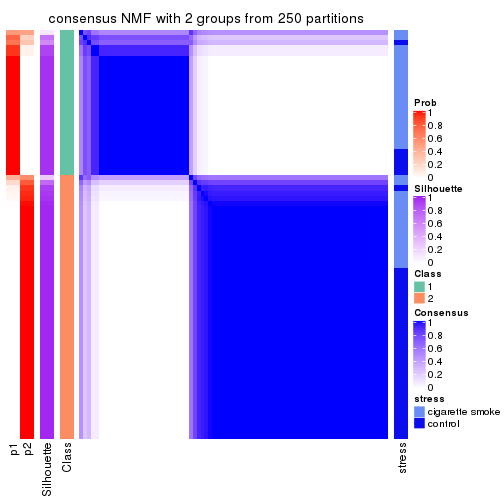 consensus NMF with 2 groups from 250 partitions
Prob
1
0.8
0.6
0.4
0.2
0
Silhouette
1
0.8
0.6
0.4
0.2
0
Class
1
2
Consensus
1
0.8
0.6
0.4
0.2
0
stress
cigarette smoke
control
p1
p2
Silhouette
Class
stress